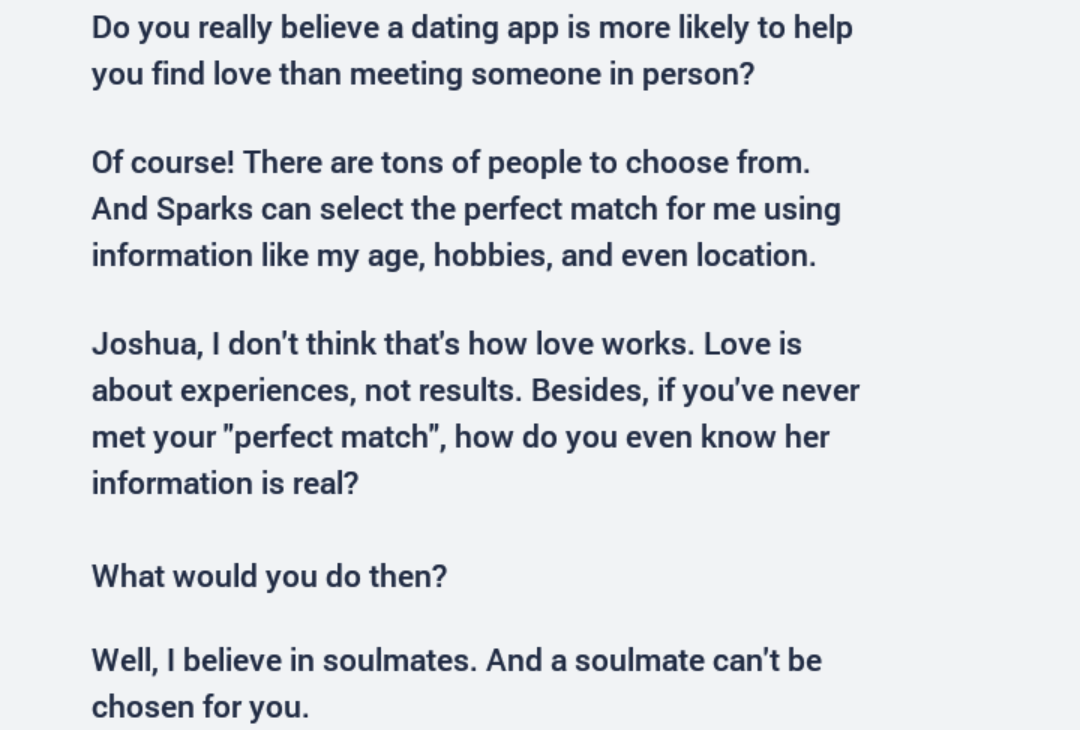 Do you really believe a dating app is more likely to help
you find love than meeting someone in person?
Of course! There are tons of people to choose from.
And Sparks can select the perfect match for me using
information like my age, hobbies, and even location.
Joshua, I don't think that's how love works. Love is
about experiences, not results. Besides, if you've never
met your "perfect match", how do you even know her
information is real?
What would you do then?
Well, I believe in soulmates. And a soulmate can't be
chosen for you.